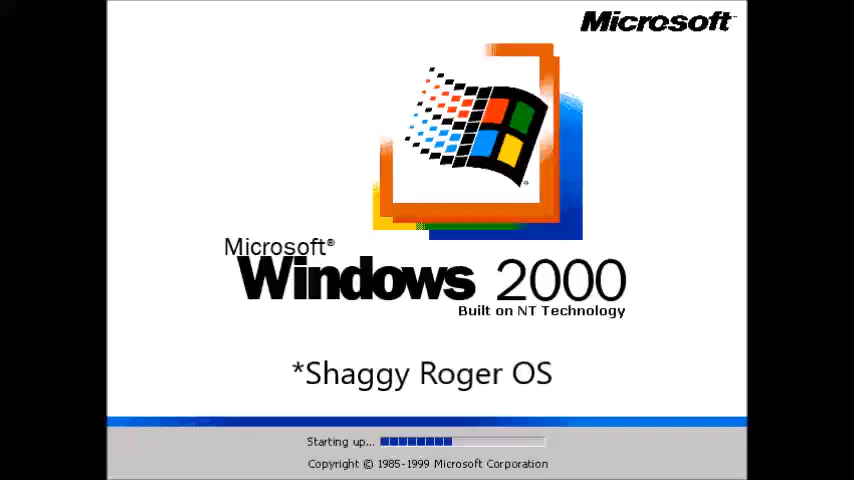 Microsoft
Microsoft®
Windows 2000
Built on NT Technology
*Shaggy Roger OS
Starting up...
Copyright © 1985-1999 Microsoft Corporation